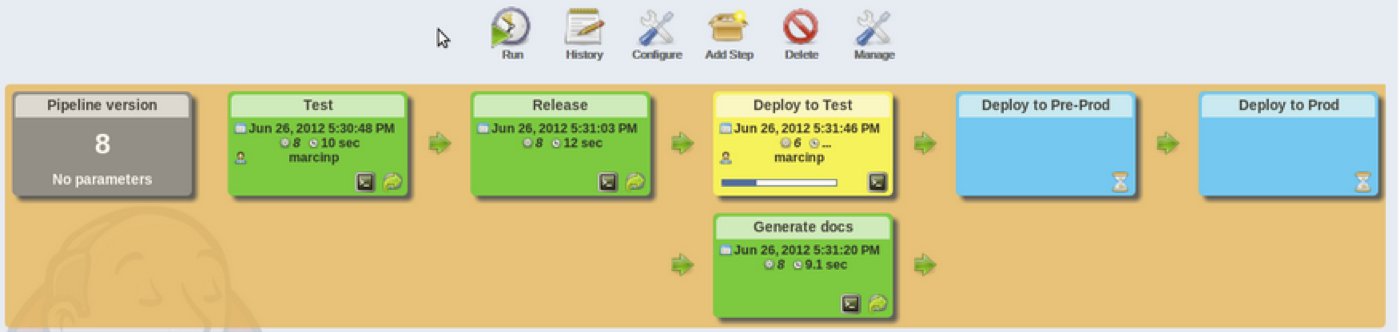 Run
History
Configure
Add Step
Delete
Manage
Pipeline version
8
No parameters
Test
Jun 26, 2012 5:30:48 PM
8 10 sec
marcinp
Release
Jun 26, 2012 5:31:03 PM
8 12 sec
Deploy to Test
Jun 26, 2012 5:31:46 PM
6 ...
marcinp
Deploy to Pre-Prod
Deploy to Prod
Generate docs
Jun 26, 2012 5:31:20 PM
8 9.1 sec